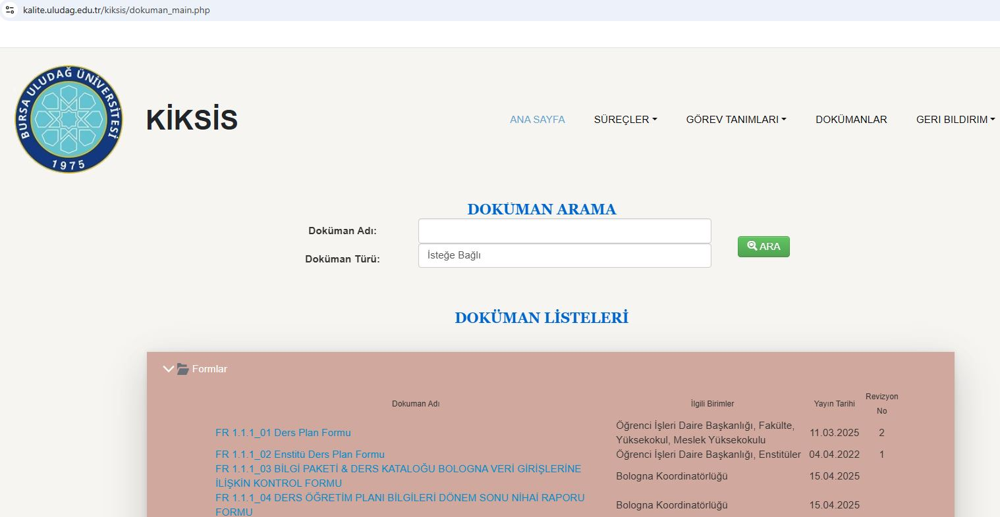 kalite.uludag.edu.tr/kiksis/dokuman_main.php
BURSA ULUDAĞ ÜNİVERSİTESİ
1975
KİKSİS
ANA SAYFA
SÜREÇLER
GÖREV TANIMLARI
DOKÜMANLAR
GERI BILDIRIM
DOKÜMAN ARAMA
Doküman Adı:
ARA
Doküman Türü:
İsteğe Bağlı
DOKÜMAN LİSTELERİ
Formlar
Dokuman Adı
İlgili Birimler
Yayın Tarihi
Revizyon
No
FR 1.1.1_01 Ders Plan Formu
Öğrenci İşleri Daire Başkanlığı, Fakülte,
Yüksekokul, Meslek Yüksekokulu
11.03.2025
2
FR 1.1.1_02 Enstitü Ders Plan Formu
Öğrenci İşleri Daire Başkanlığı, Enstitüler
04.04.2022
1
FR 1.1.1_03 BİLGİ PAKETİ & DERS KATALOĞU BOLOGNA VERİ GİRİŞLERİNE
İLİŞKİN KONTROL FORMU
Bologna Koordinatörlüğü
15.04.2025
FR 1.1.1_04 DERS ÖĞRETİM PLANI BİLGİLERİ DÖNEM SONU NİHAİ RAPORU
FORMU
Bologna Koordinatörlüğü
15.04.2025